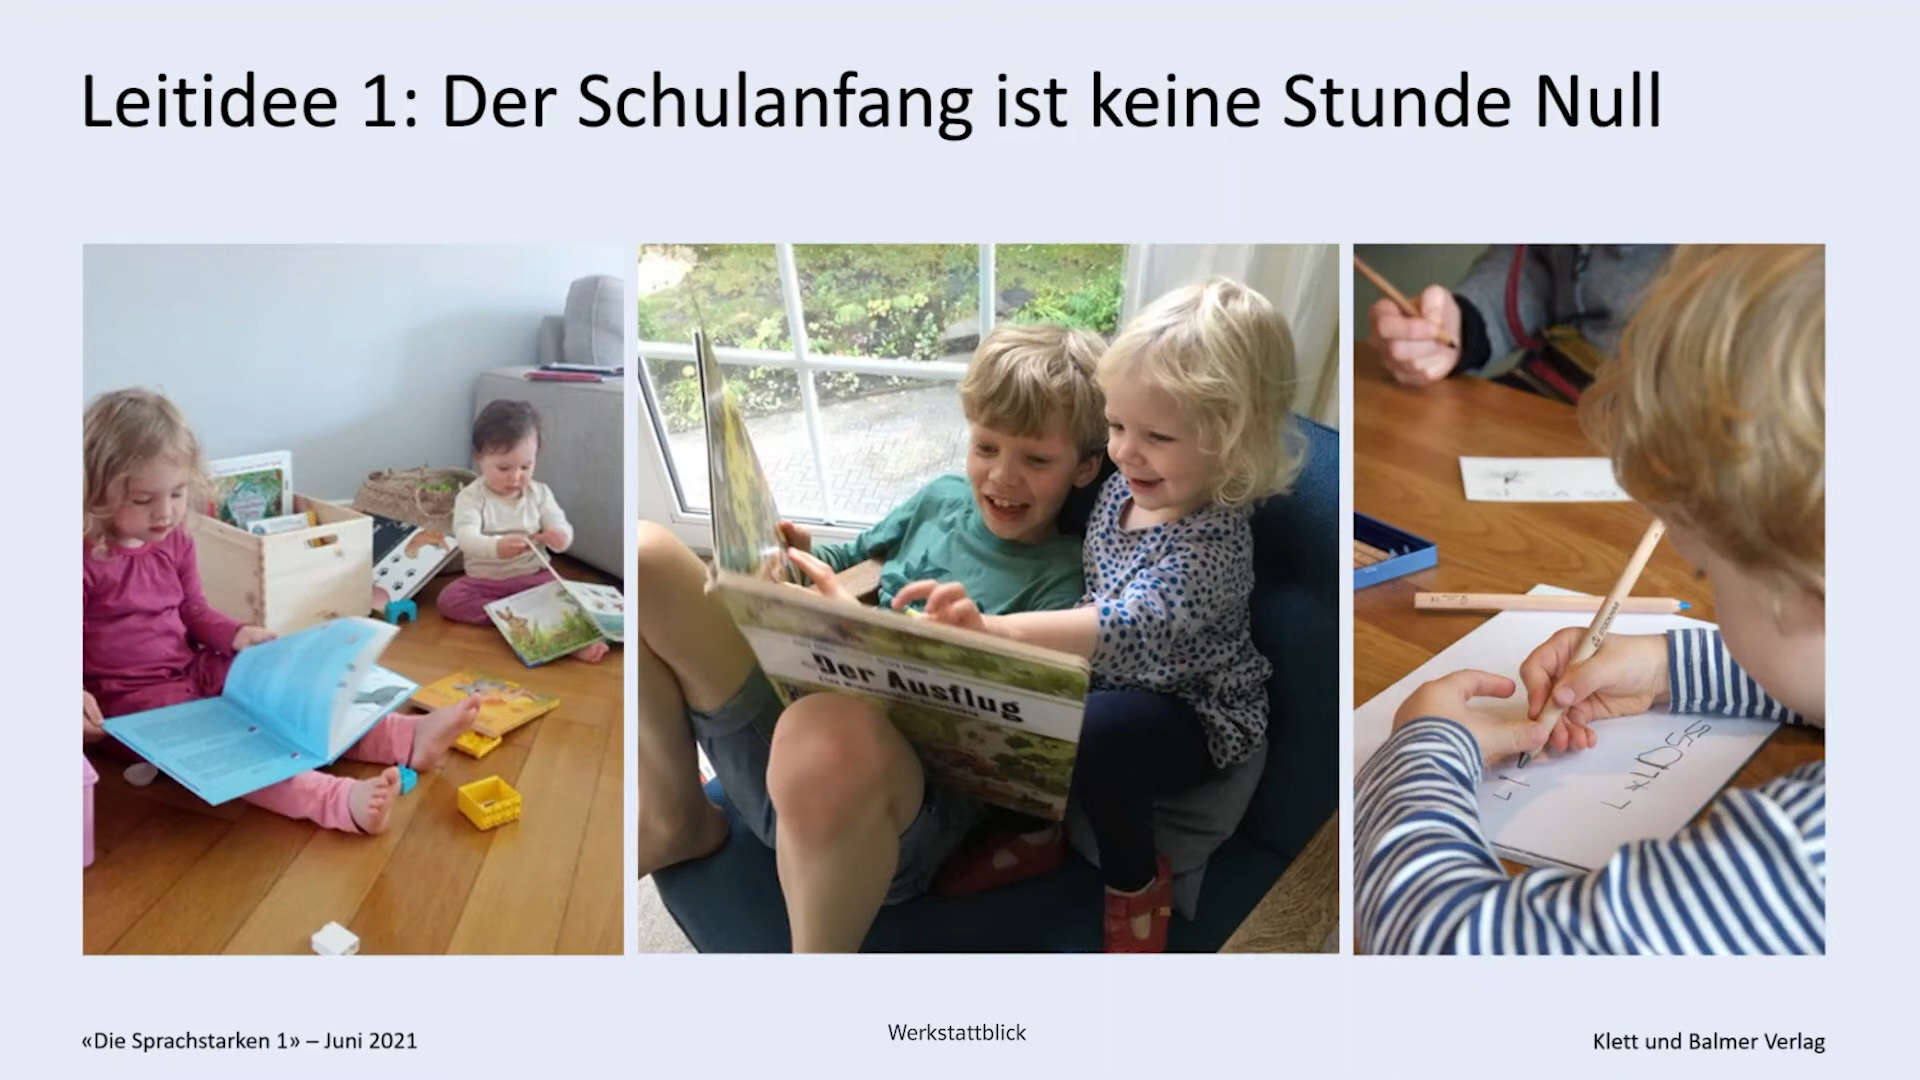 Leitidee 1: Der Schulanfang ist keine Stunde Null
Der Ausflug
«Die Sprachstarken 1» – Juni 2021
Werkstattblick
Klett und Balmer Verlag